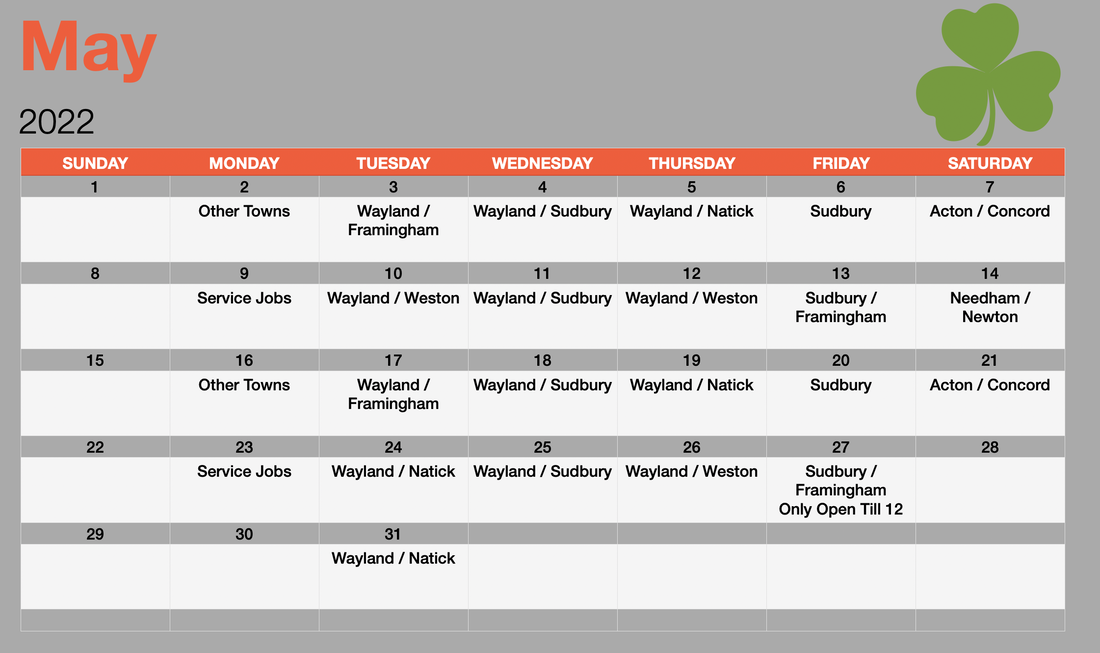 May
2022
SUNDAY MONDAY TUESDAY WEDNESDAY THURSDAY FRIDAY SATURDAY
1 2 3 4 5 6 7
Other Towns Wayland / Wayland / Sudbury Wayland / Natick Sudbury Acton / Concord
Framingham
8 9 10 11 12 13 14
Service Jobs Wayland / Weston Wayland / Sudbury Wayland / Weston Sudbury / Needham /
Framingham Newton
15 16 17 18 19 20 21
Other Towns Wayland / Wayland / Sudbury Wayland / Natick Sudbury Acton / Concord
Framingham
22 23 24 25 26 27 28
Service Jobs Wayland / Natick Wayland / Sudbury Wayland / Weston Sudbury /
Framingham
Only Open Till 12
29 30 31
Wayland / Natick